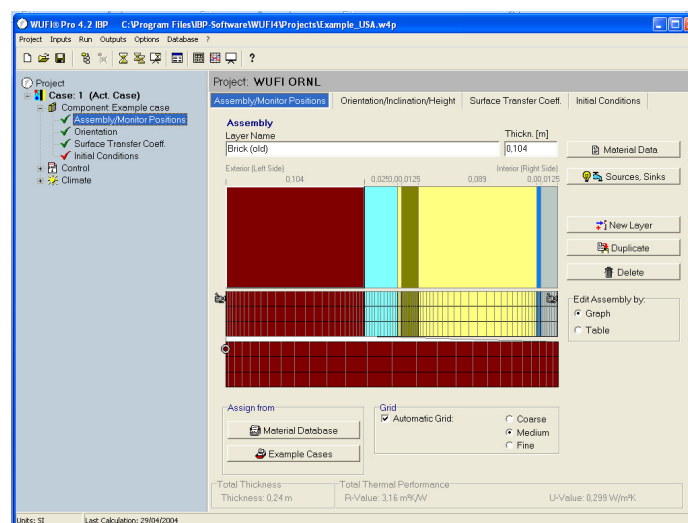 WUFI® Pro 4.2 IBP    C:\Program Files\IBP-Software\WUFI4\Projects\Example_USA.w4p
Project Inputs Run Outputs Options Database ?
?
Project
Case: 1 (Act. Case)
Component: Example case
Assembly/Monitor Positions
Orientation
Surface Transfer Coeff.
Initial Conditions
Control
Climate
Project: WUFI ORNL
Assembly/Monitor Positions Orientation/Inclination/Height Surface Transfer Coeff. Initial Conditions
Assembly
Layer Name Thickn. [m]
Brick (old) 0,104
Material Data
Exterior (Left Side) Interior (Right Side)
0,104 0,0250,00,0125 0,089 0,00,0125
Sources, Sinks
New Layer
Duplicate
Delete
Edit Assembly by:
Graph
Table
Assign from
Material Database
Example Cases
Grid
Automatic Grid:
Coarse
Medium
Fine
Total Thickness
Thickness: 0,24 m
Total Thermal Performance
R-Value: 3,16 m²K/W U-Value: 0,299 W/m²K
Units: SI Last Calculation: 29/04/2004